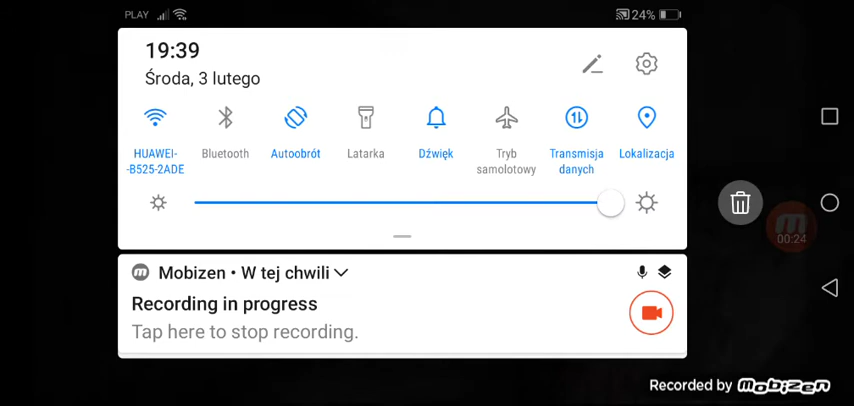 PLAY 24%
19:39
Środa, 3 lutego
HUAWEI-
-B525-2ADE
Bluetooth
Autoobrót
Latarka
Dźwięk
Tryb
samolotowy
Transmisja
danych
Lokalizacja
00:24
Mobizen • W tej chwili
Recording in progress
Tap here to stop recording.
Recorded by Mobizen